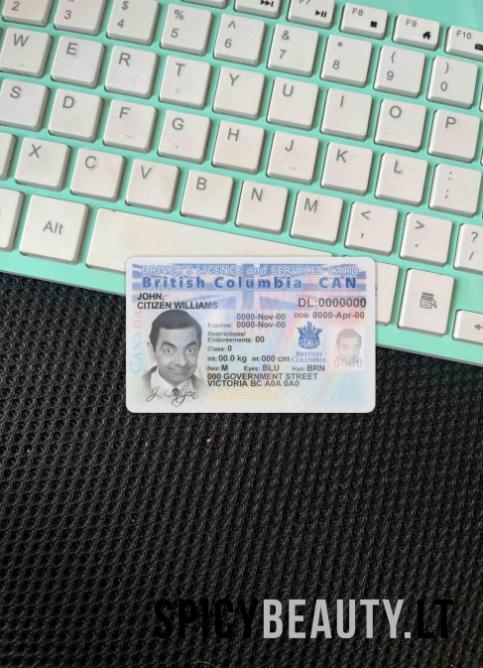 F7
F8
F9
F10
2 3 4 % 5 ^ 6 & 7 * 8 ( 9 ) 0
W E R T Y U I O P
S D F G H J K L : ;
X C V B N M < , > . ? /
Alt
DRIVER'S LICENCE and SERVICES CARD
British Columbia CAN
CANADA
JOHN,
CITIZEN WILLIAMS
DL:0000000
0000-Nov-00
DOB: 0000-Apr-00
Expires: 0000-Nov-00
Restrictions/
Endorsements: 00
Class: 0
BRITISH
COLUMBIA
0000
Wt: 00.0 kg Ht: 000 cm
Sex: M Eyes: BLU Hair: BRN
000 GOVERNMENT STREET
VICTORIA BC A0A 0A0
SPICYBEAUTY.LT